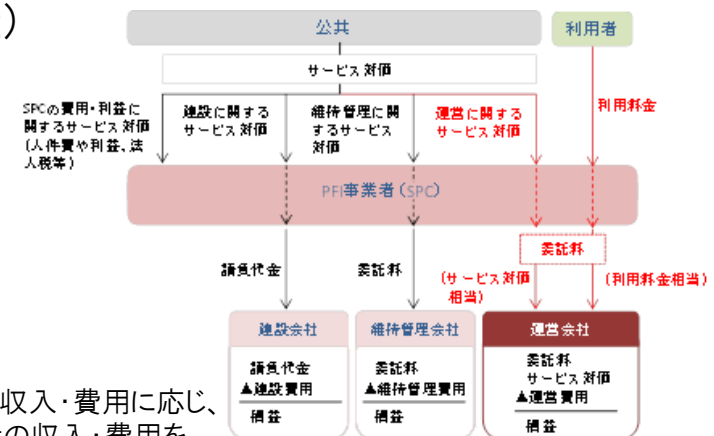 )
公共
利用者
サービス対価
SPCの費用・利益に
関するサービス対価
(人件費や利益、法
人税等)
建設に関する
サービス対価
維持管理に関
するサービス
対価
運営に関する
サービス対価
利用料金
PFI事業者(SPC)
請負代金
委託料
委託料
(サービス対価
相当)
(利用料金相当)
建設会社
請負代金
▲建設費用
損益
維持管理会社
委託料
▲維持管理費用
損益
運営会社
委託料
サービス対価
▲運営費用
損益
収入・費用に応じ、
の収入・費用を